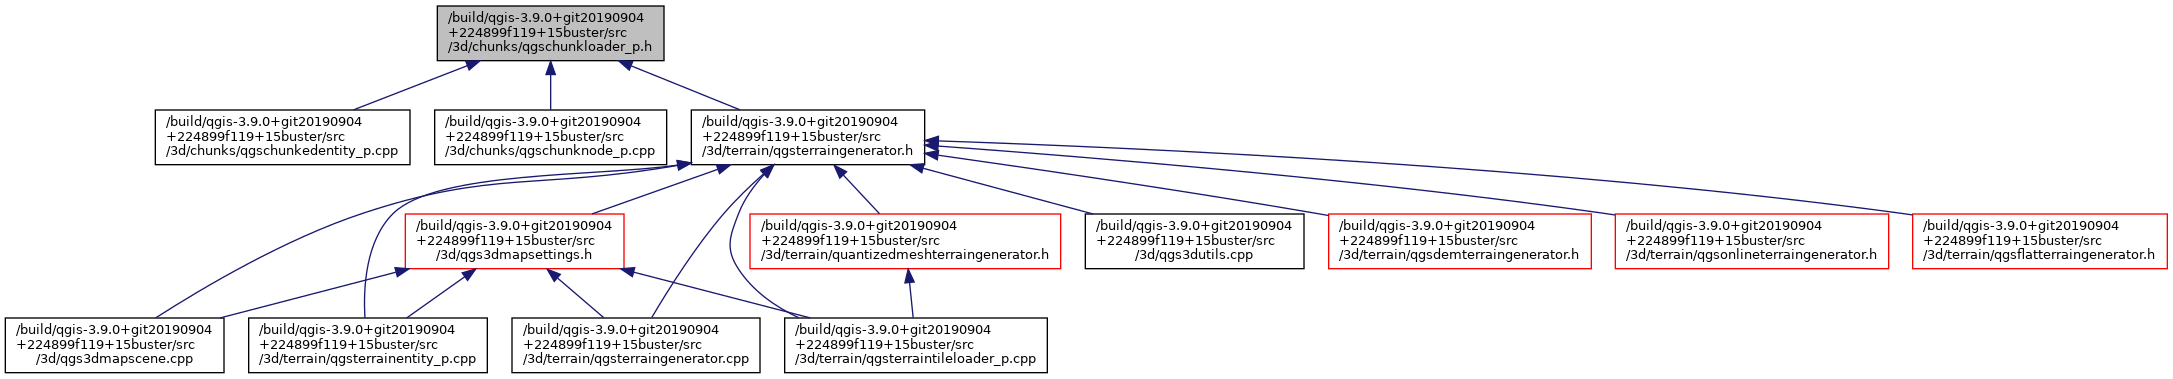 /build/qgis-3.9.0+git20190904
+224899f119+15buster/src
/3d/chunks/qgschunkloader_p.h
/build/qgis-3.9.0+git20190904
+224899f119+15buster/src
/3d/chunks/qgschunkedentity_p.cpp
/build/qgis-3.9.0+git20190904
+224899f119+15buster/src
/3d/chunks/qgschunknode_p.cpp
/build/qgis-3.9.0+git20190904
+224899f119+15buster/src
/3d/terrain/qgsterraingenerator.h
/build/qgis-3.9.0+git20190904
+224899f119+15buster/src
/3d/qgs3dmapsettings.h
/build/qgis-3.9.0+git20190904
+224899f119+15buster/src
/3d/terrain/quantizedmeshterraingenerator.h
/build/qgis-3.9.0+git20190904
+224899f119+15buster/src
/3d/qgs3dutils.cpp
/build/qgis-3.9.0+git20190904
+224899f119+15buster/src
/3d/terrain/qgsdemterraingenerator.h
/build/qgis-3.9.0+git20190904
+224899f119+15buster/src
/3d/terrain/qgsonlineterraingenerator.h
/build/qgis-3.9.0+git20190904
+224899f119+15buster/src
/3d/terrain/qgsflatterraingenerator.h
/build/qgis-3.9.0+git20190904
+224899f119+15buster/src
/3d/qgs3dmapscene.cpp
/build/qgis-3.9.0+git20190904
+224899f119+15buster/src
/3d/terrain/qgsterrainentity_p.cpp
/build/qgis-3.9.0+git20190904
+224899f119+15buster/src
/3d/terrain/qgsterraingenerator.cpp
/build/qgis-3.9.0+git20190904
+224899f119+15buster/src
/3d/terrain/qgsterraintileloader_p.cpp